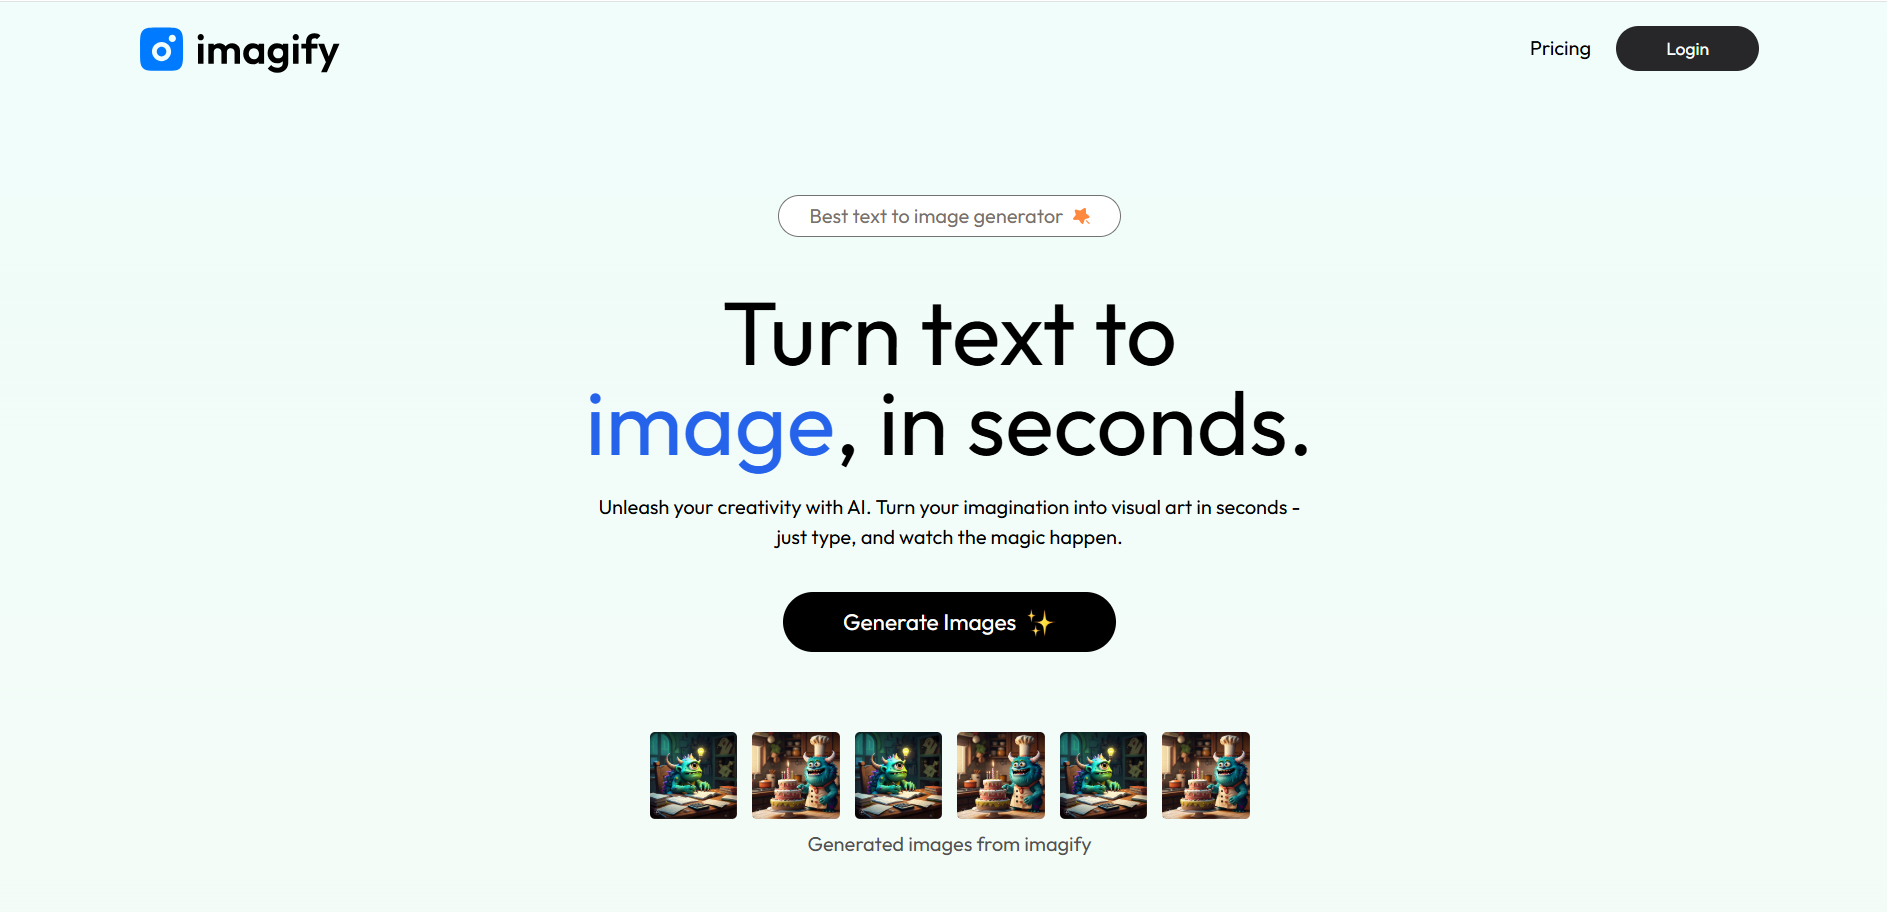 imagify
Pricing
Login
Best text to image generator
Turn text to
image, in seconds.
Unleash your creativity with AI. Turn your imagination into visual art in seconds -
just type, and watch the magic happen.
Generate Images
Generated images from imagify